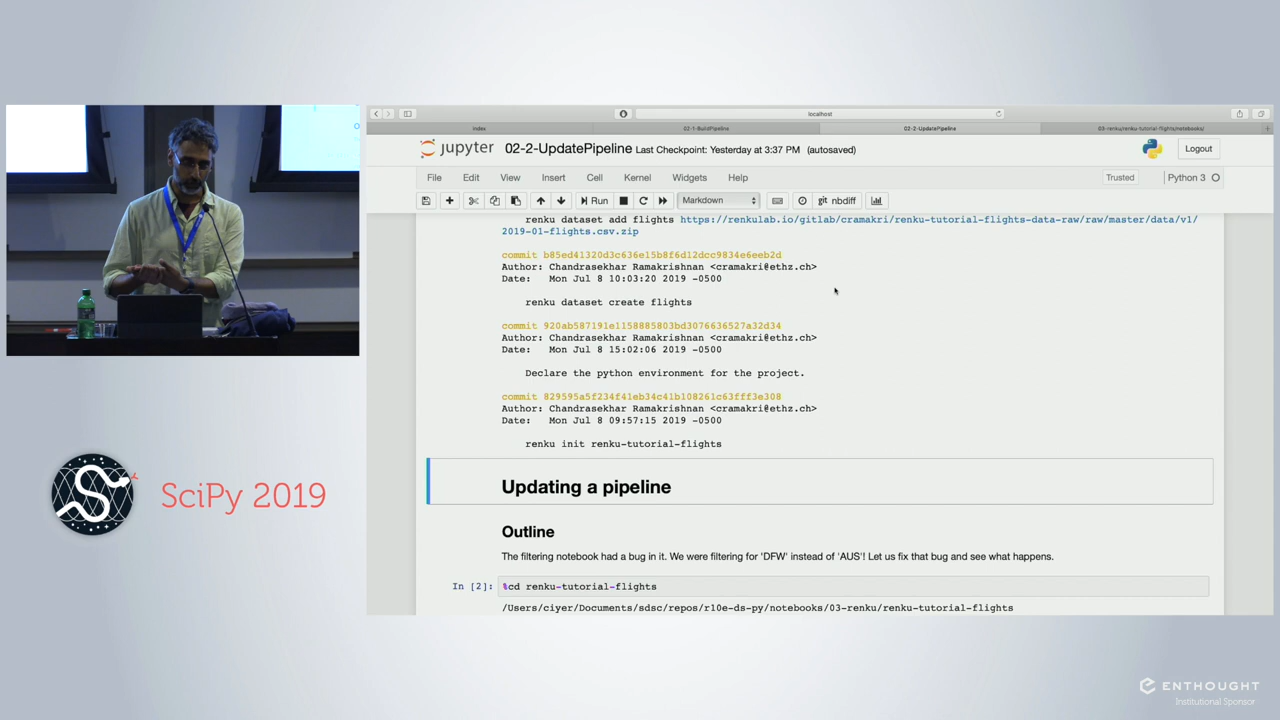 localhost
index
02-1-BuildPipeline
02-2-UpdatePipeline
03-renku/renku-tutorial-flights/notebooks/
jupyter 02-2-UpdatePipeline Last Checkpoint: Yesterday at 3:37 PM (autosaved)
Logout
File Edit View Insert Cell Kernel Widgets Help
Trusted
Python 3
Run
Markdown
git nbdiff
renku dataset add flights https://renkulab.io/gitlab/cramakri/renku-tutorial-flights-data-raw/raw/master/data/v1/
2019-01-flights.csv.zip
commit b85ed41320d3c636e15b8f6d12dcc9834e6eeb2d
Author: Chandrasekhar Ramakrishnan <cramakri@ethz.ch>
Date: Mon Jul 8 10:03:20 2019 -0500
renku dataset create flights
commit 920ab587191e1158885803bd3076636527a32d34
Author: Chandrasekhar Ramakrishnan <cramakri@ethz.ch>
Date: Mon Jul 8 15:02:06 2019 -0500
Declare the python environment for the project.
commit 829595a5f234f41eb34c41b108261c63fff3e308
Author: Chandrasekhar Ramakrishnan <cramakri@ethz.ch>
Date: Mon Jul 8 09:57:15 2019 -0500
renku init renku-tutorial-flights
Updating a pipeline
Outline
The filtering notebook had a bug in it. We were filtering for 'DFW' instead of 'AUS'! Let us fix that bug and see what happens.
In [2]: %cd renku-tutorial-flights
/Users/ciyer/Documents/sdsc/repos/r10e-ds-py/notebooks/03-renku/renku-tutorial-flights
SciPy 2019
ENTHOUGHT
Institutional Sponsor